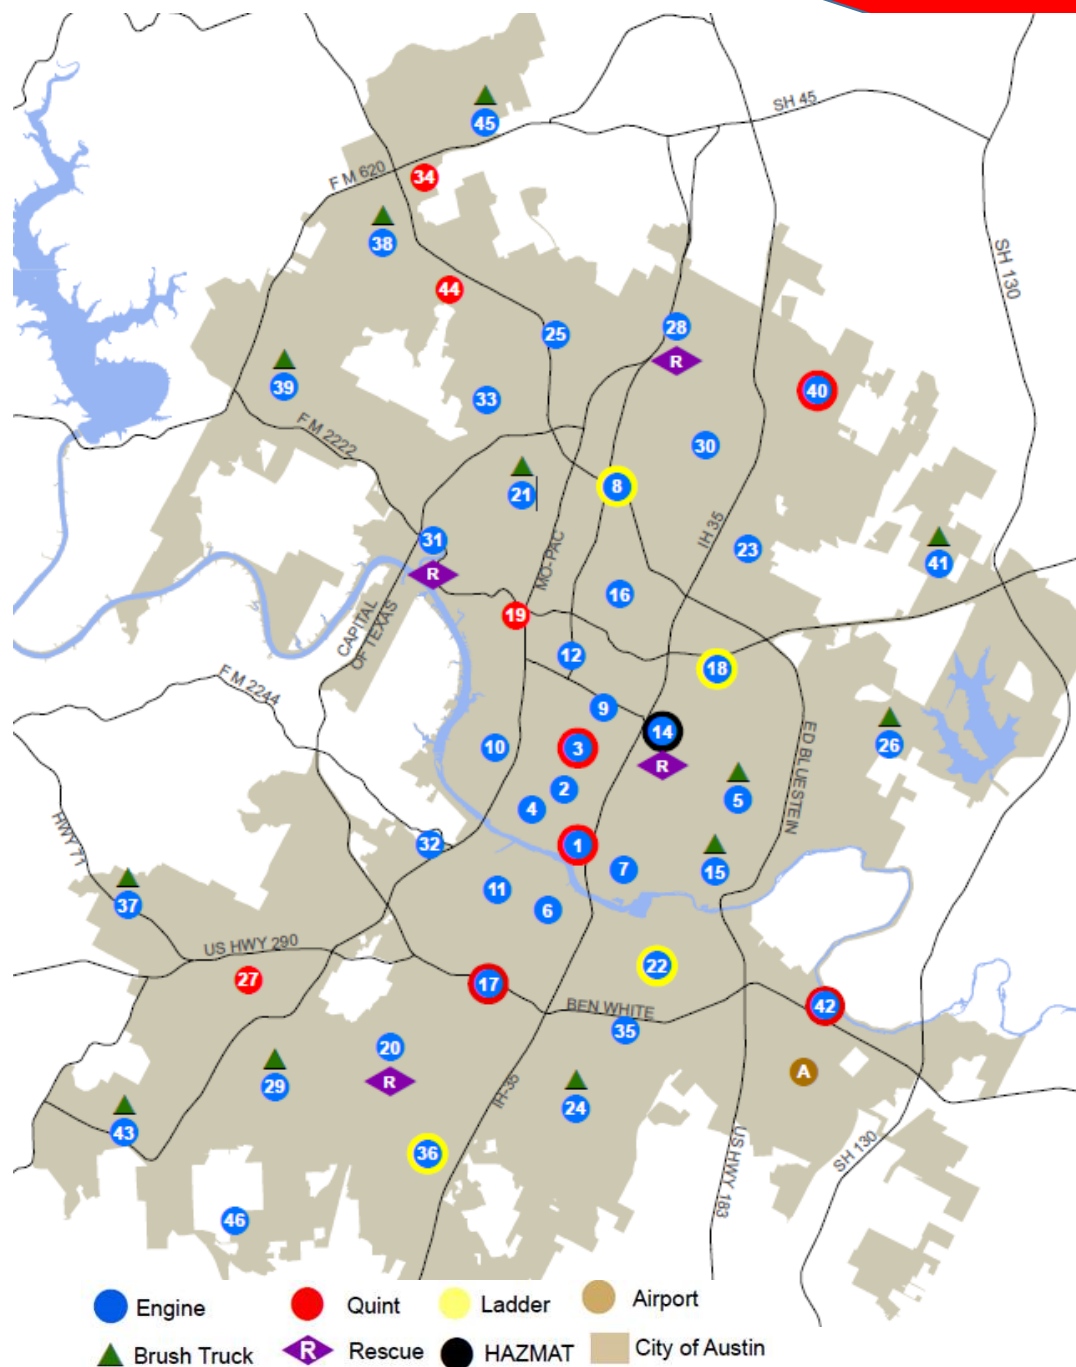 SH 45
45
F M 620
34
38
SH 130
44
28
25
R
39
40
33
F M 2222
30
8
21
IH 35
31
23
41
MO-PAC
R
16
CAPITAL
OF TEXAS
19
12
18
F M 2244
9
26
14
10
3
ED BLUESTEIN
R
2
5
4
HWY 71
32
1
7
15
11
37
6
US HWY 290
22
27
17
42
BEN WHITE
35
20
A
29
R
IH-35
24
43
36
SH 130
US HWY 183
46
Engine
Quint
Ladder
Airport
Brush Truck
R
Rescue
HAZMAT
City of Austin